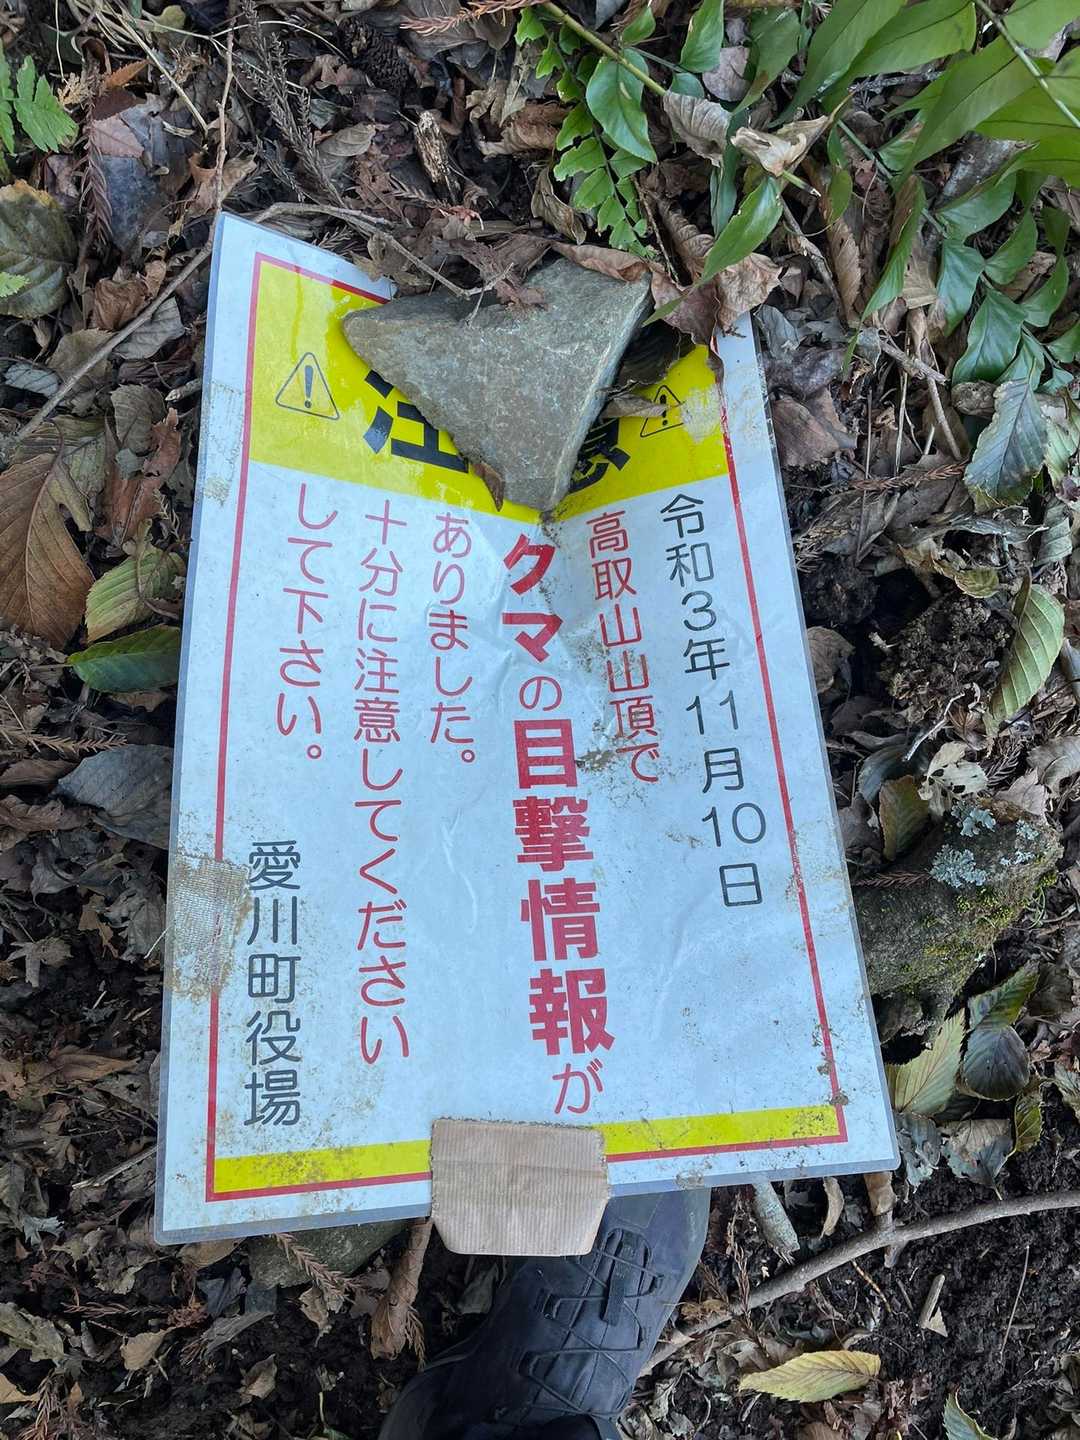 注意
令和3年11月10日
高取山山頂で
クマの目撃情報が
ありました。
十分に注意してください
して下さい。
愛川町役場